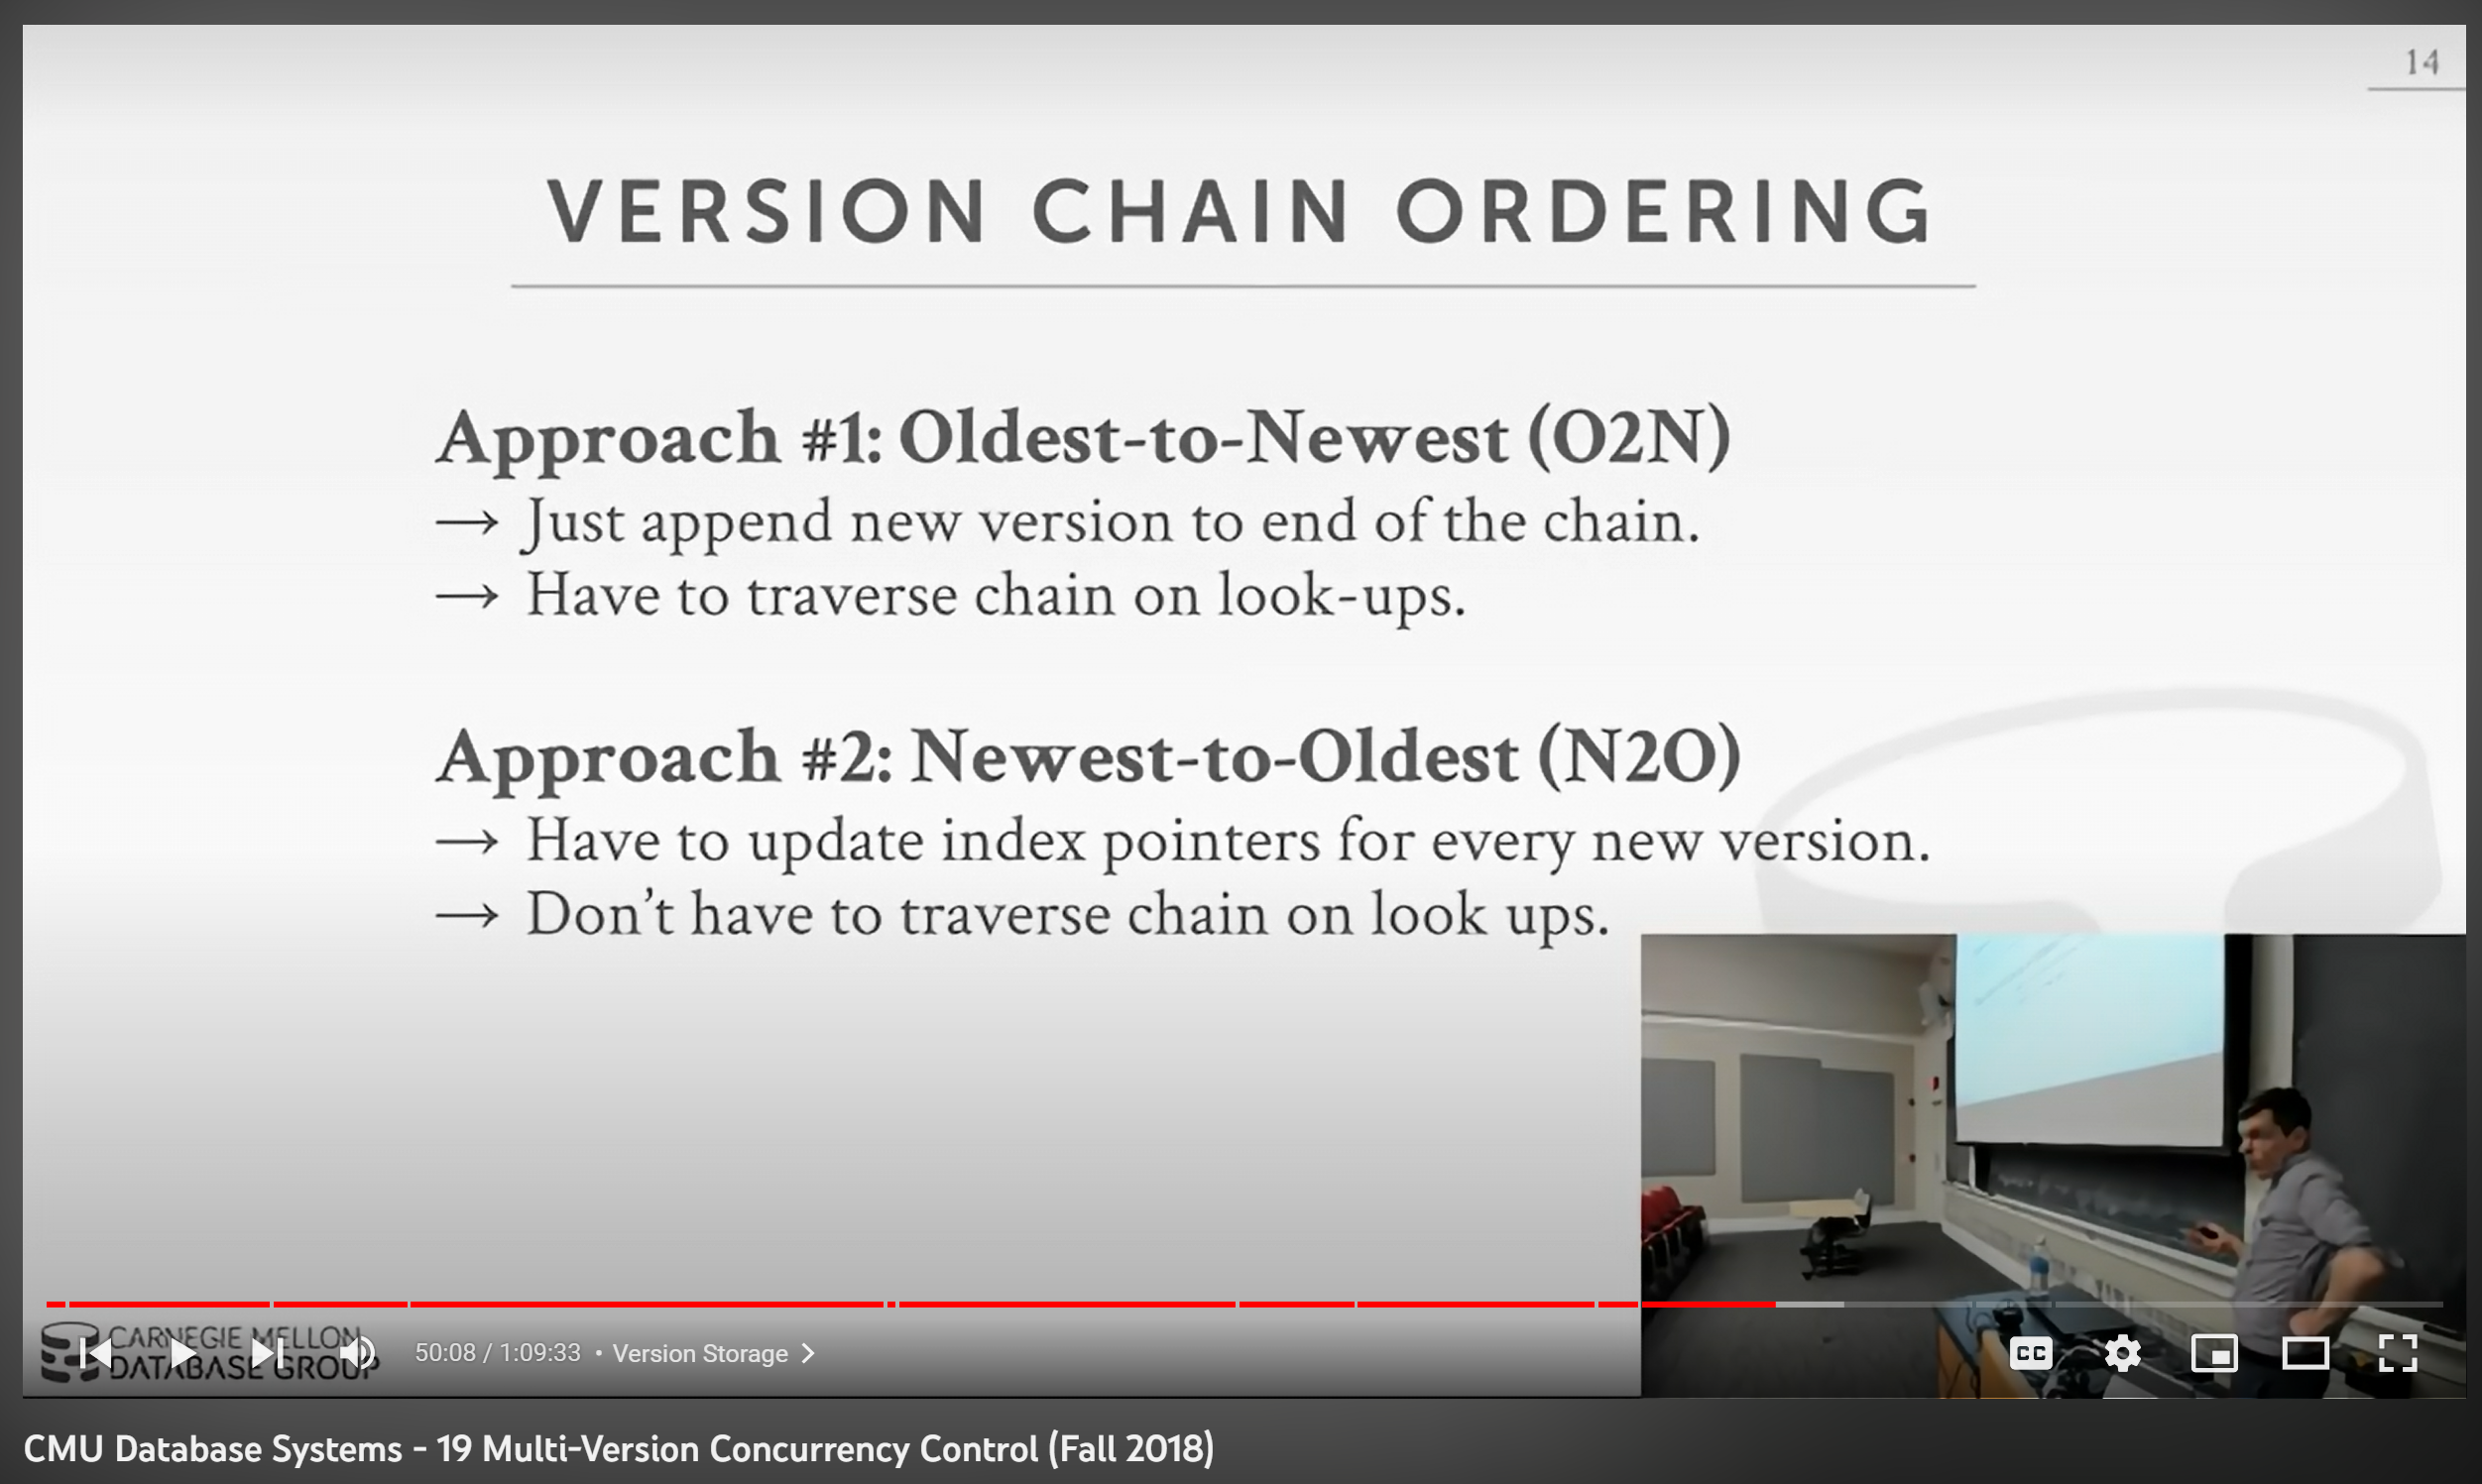 14
VERSION CHAIN ORDERING
Approach #1: Oldest-to-Newest (O2N)
→ Just append new version to end of the chain.
→ Have to traverse chain on look-ups.
Approach #2: Newest-to-Oldest (N2O)
→ Have to update index pointers for every new version.
→ Don't have to traverse chain on look ups.
CARNEGIE MELLON
DATABASE GROUP
50:08 / 1:09:33 • Version Storage
CC
CMU Database Systems - 19 Multi-Version Concurrency Control (Fall 2018)